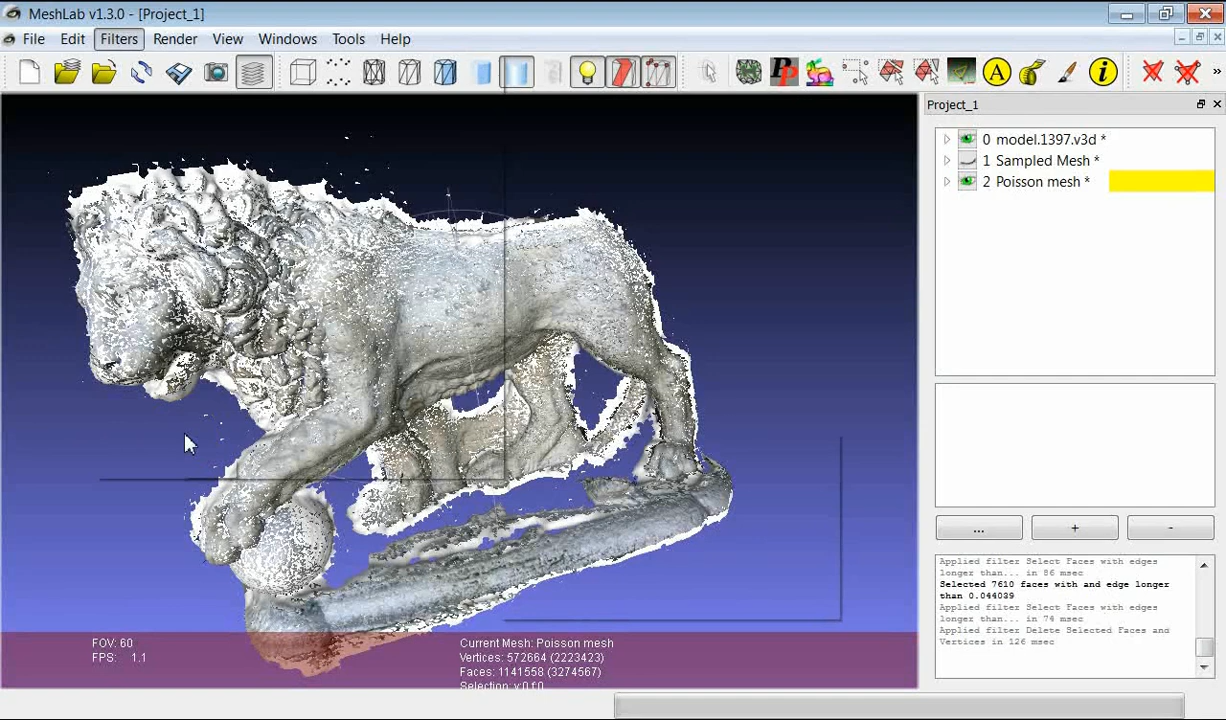 MeshLab v1.3.0 - [Project_1]
File Edit Filters Render View Windows Tools Help
A i »
Project_1
0 model.1397.v3d *
1 Sampled Mesh *
2 Poisson mesh *
... + -
Applied filter Select Faces with edges
longer than... in 86 msec
Selected 7610 faces with and edge longer
than 0.044039
Applied filter Select Faces with edges
longer than... in 74 msec
Applied filter Delete Selected Faces and
Vertices in 126 msec
FOV: 60
FPS: 1.1
Current Mesh: Poisson mesh
Vertices: 572664 (2223423)
Faces: 1141558 (3274567)
Selection: v:0 f:0